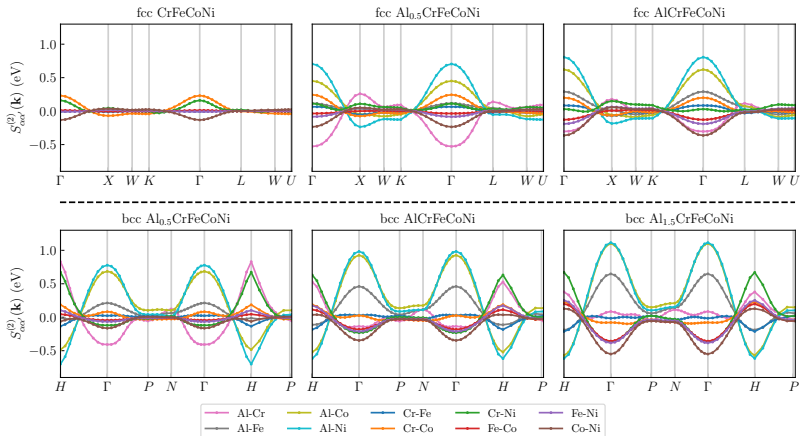 fcc CrFeCoNi
fcc Al₀.₅CrFeCoNi
fcc AlCrFeCoNi
S⁽²⁾αα′(k) (eV)
1.0
0.5
0.0
−0.5
Γ X W K Γ L W U
Γ X W K Γ L W U
Γ X W K Γ L W U
bcc Al₀.₅CrFeCoNi
bcc AlCrFeCoNi
bcc Al₁.₅CrFeCoNi
S⁽²⁾αα′(k) (eV)
1.0
0.5
0.0
−0.5
H Γ P N Γ H P
H Γ P N Γ H P
H Γ P N Γ H P
Al-Cr Al-Co Cr-Fe Cr-Ni Fe-Ni
Al-Fe Al-Ni Cr-Co Fe-Co Co-Ni